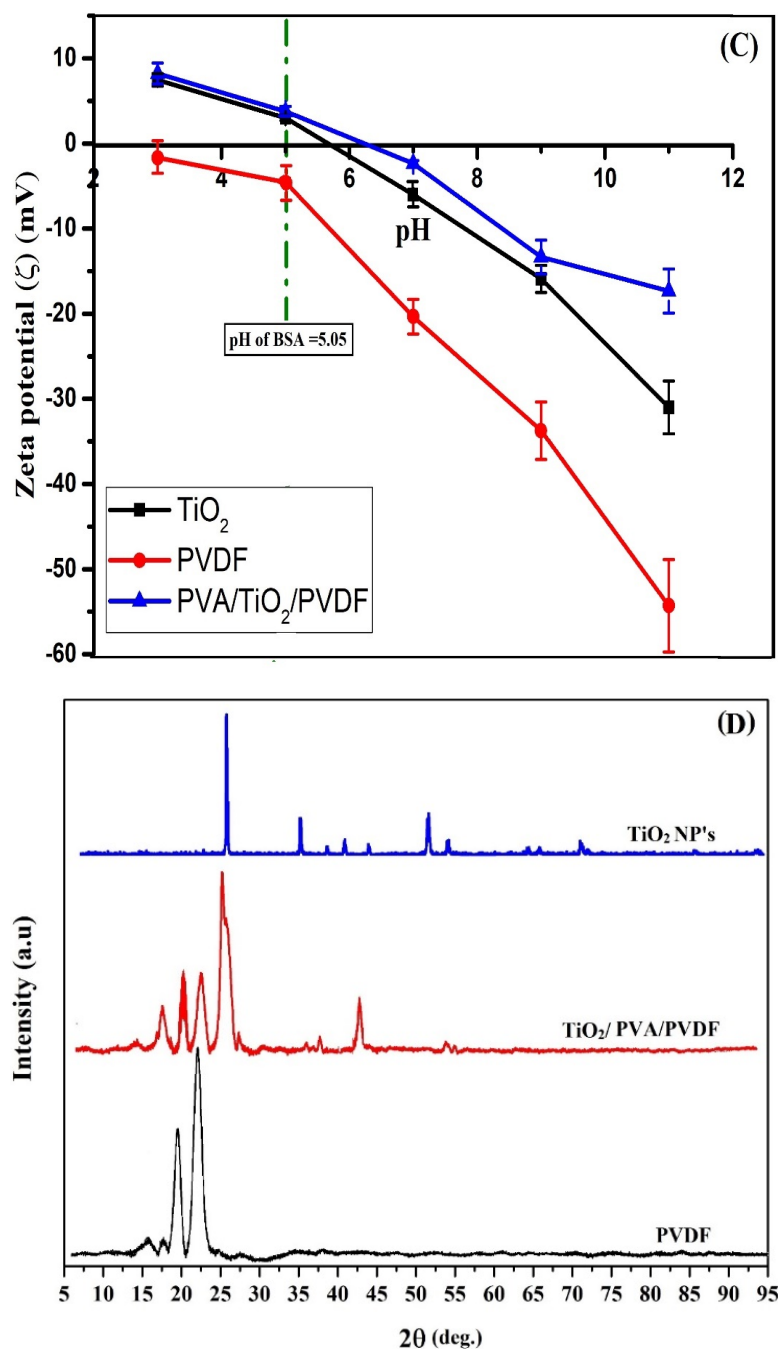 (C)
10
0
-10
-20
-30
-40
-50
-60
2 4 6 8 10 12
pH
Zeta potential (ζ) (mV)
pH of BSA =5.05
TiO₂
PVDF
PVA/TiO₂/PVDF
(D)
TiO₂ NP's
TiO₂/ PVA/PVDF
PVDF
Intensity (a.u)
5 10 15 20 25 30 35 40 45 50 55 60 65 70 75 80 85 90 95
2θ (deg.)